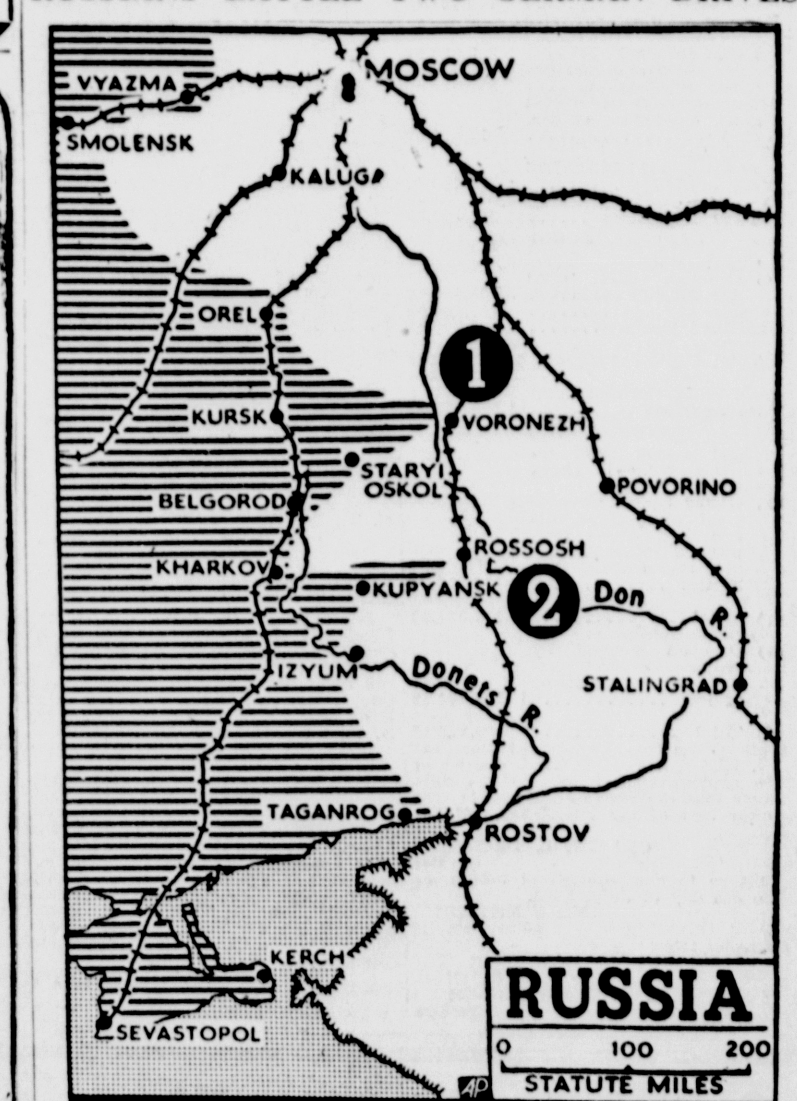 MOSCOW
VYAZMA
SMOLENSK
KALUGA
OREL
1
KURSK
VORONEZH
STARYI
OSKOL
POVORINO
BELGOROD
ROSSOSH
KHARKOV
KUPYANSK
2
Don
R.
IZYUM
Donets
R.
STALINGRAD
TAGANROG
ROSTOV
KERCH
SEVASTOPOL
RUSSIA
0 100 200
STATUTE MILES
AP